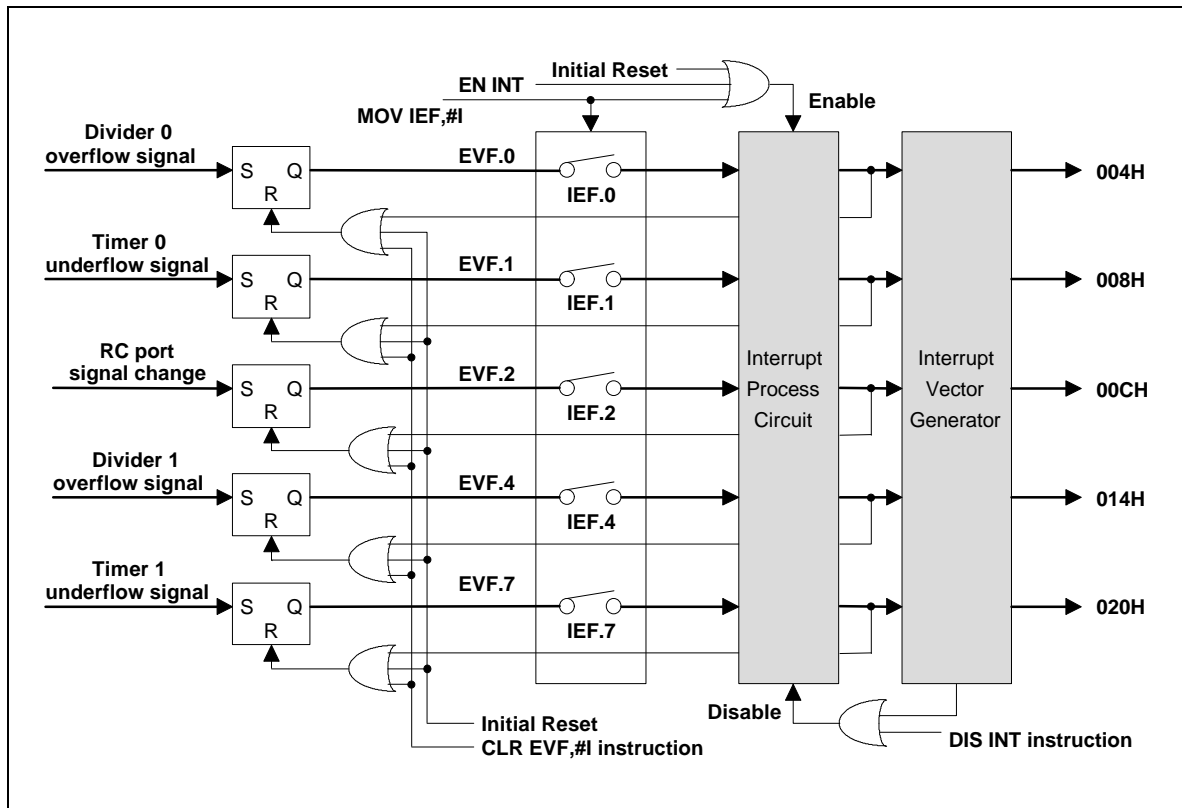 Initial Reset
EN INT
MOV IEF,#I
Enable
Divider 0
overflow signal
S Q
R
EVF.0
IEF.0
004H
Timer 0
underflow signal
S Q
R
EVF.1
IEF.1
008H
RC port
signal change
S Q
R
EVF.2
IEF.2
Interrupt
Process
Circuit
Interrupt
Vector
Generator
00CH
Divider 1
overflow signal
S Q
R
EVF.4
IEF.4
014H
Timer 1
underflow signal
S Q
R
EVF.7
IEF.7
020H
Disable
Initial Reset
CLR EVF,#I instruction
DIS INT instruction